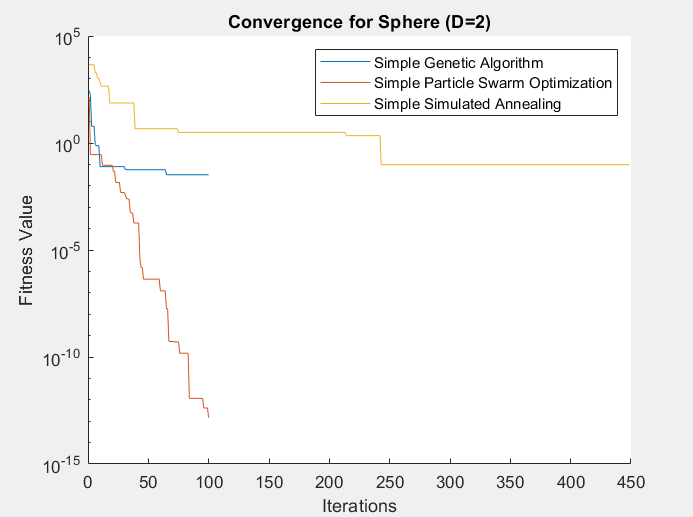 Convergence for Sphere (D=2)
Simple Genetic Algorithm
Simple Particle Swarm Optimization
Simple Simulated Annealing
Fitness Value
10^5
10^0
10^-5
10^-10
10^-15
0 50 100 150 200 250 300 350 400 450
Iterations